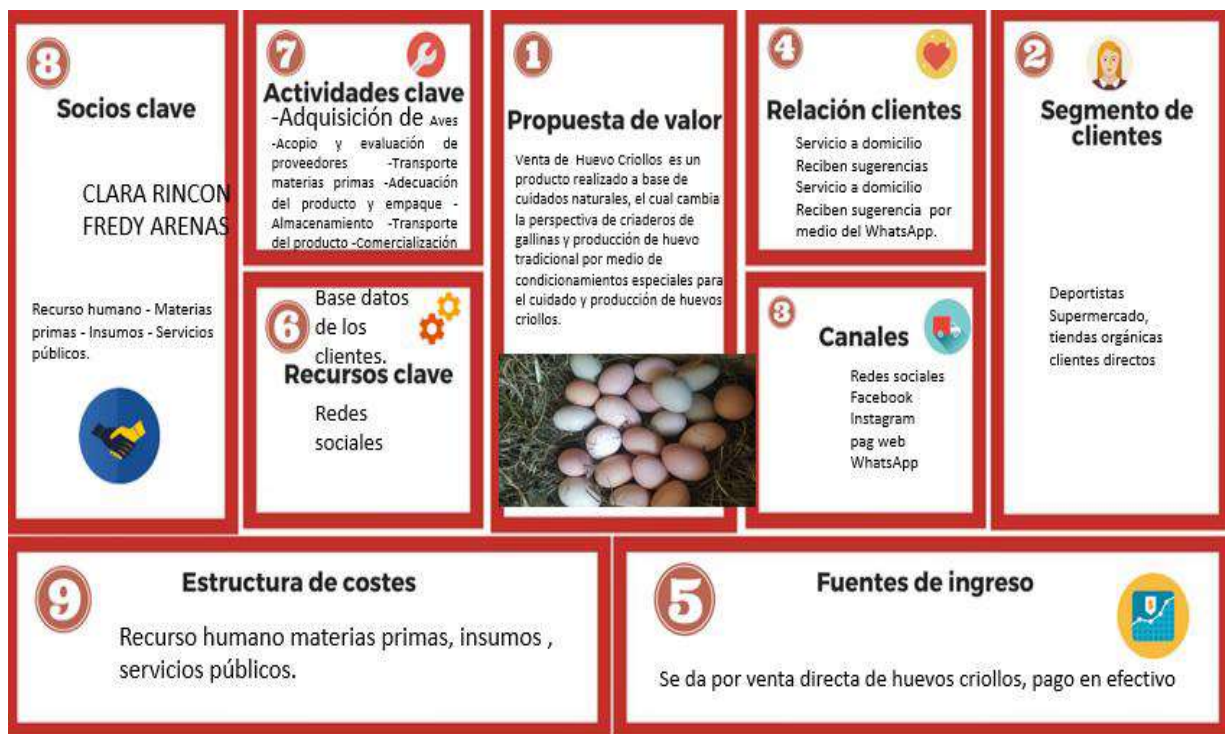 8
Socios clave
CLARA RINCON
FREDY ARENAS
Recurso humano - Materias
primas - Insumos - Servicios
públicos.
7
Actividades clave
-Adquisición de Aves
-Acopio y evaluación de
proveedores -Transporte
materias primas -Adecuación
del producto y empaque -
Almacenamiento -Transporte
del producto -Comercialización
6
Base datos
de los
clientes.
Recursos clave
Redes
sociales
1
Propuesta de valor
Venta de Huevo Criollos es un
producto realizado a base de
cuidados naturales, el cual cambia
la perspectiva de criaderos de
gallinas y producción de huevo
tradicional por medio de
condicionamientos especiales para
el cuidado y producción de huevos
criollos.
4
Relación clientes
Servicio a domicilio
Reciben sugerencias
Servicio a domicilio
Reciben sugerencia por
medio del WhatsApp.
3
Canales
Redes sociales
Facebook
Instagram
pag web
WhatsApp
2
Segmento de
clientes
Deportistas
Supermercado,
tiendas orgánicas
clientes directos
9
Estructura de costes
Recurso humano materias primas, insumos ,
servicios públicos.
5
Fuentes de ingreso
Se da por venta directa de huevos criollos, pago en efectivo